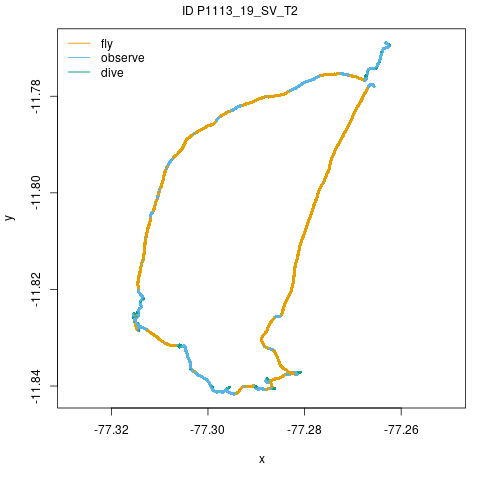 ID P1113_19_SV_T2
fly
observe
dive
-11.78
-11.80
-11.82
-11.84
y
-77.32
-77.30
-77.28
-77.26
x